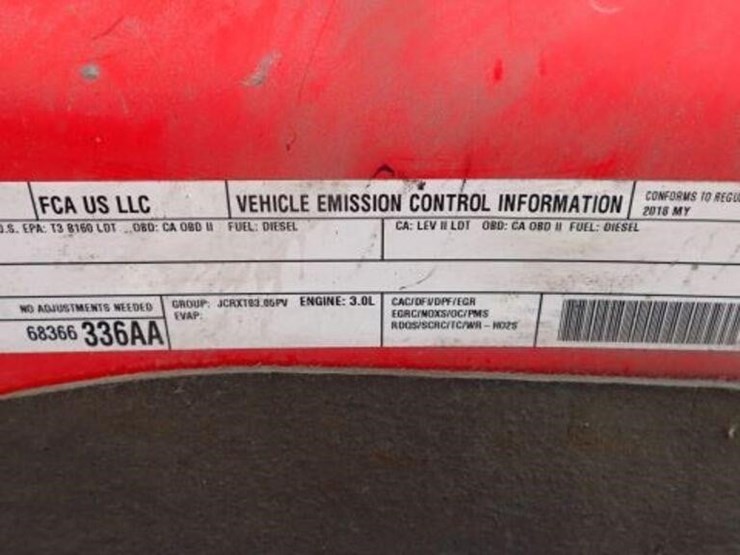 FCA US LLC
VEHICLE EMISSION CONTROL INFORMATION
CONFORMS TO REGU
2018 MY
U.S. EPA: T3 B160 LDT OBD: CA OBD II FUEL: DIESEL
CA: LEV II LDT OBD: CA OBD II FUEL: DIESEL
NO ADJUSTMENTS NEEDED
68366 336AA
GROUP: JCRXT03.05PV ENGINE: 3.0L
EVAP:
CAC/DFI/DPF/EGR
EGRC/NOXS/OC/PMS
RDQS/SCRC/TC/WR-HO2S